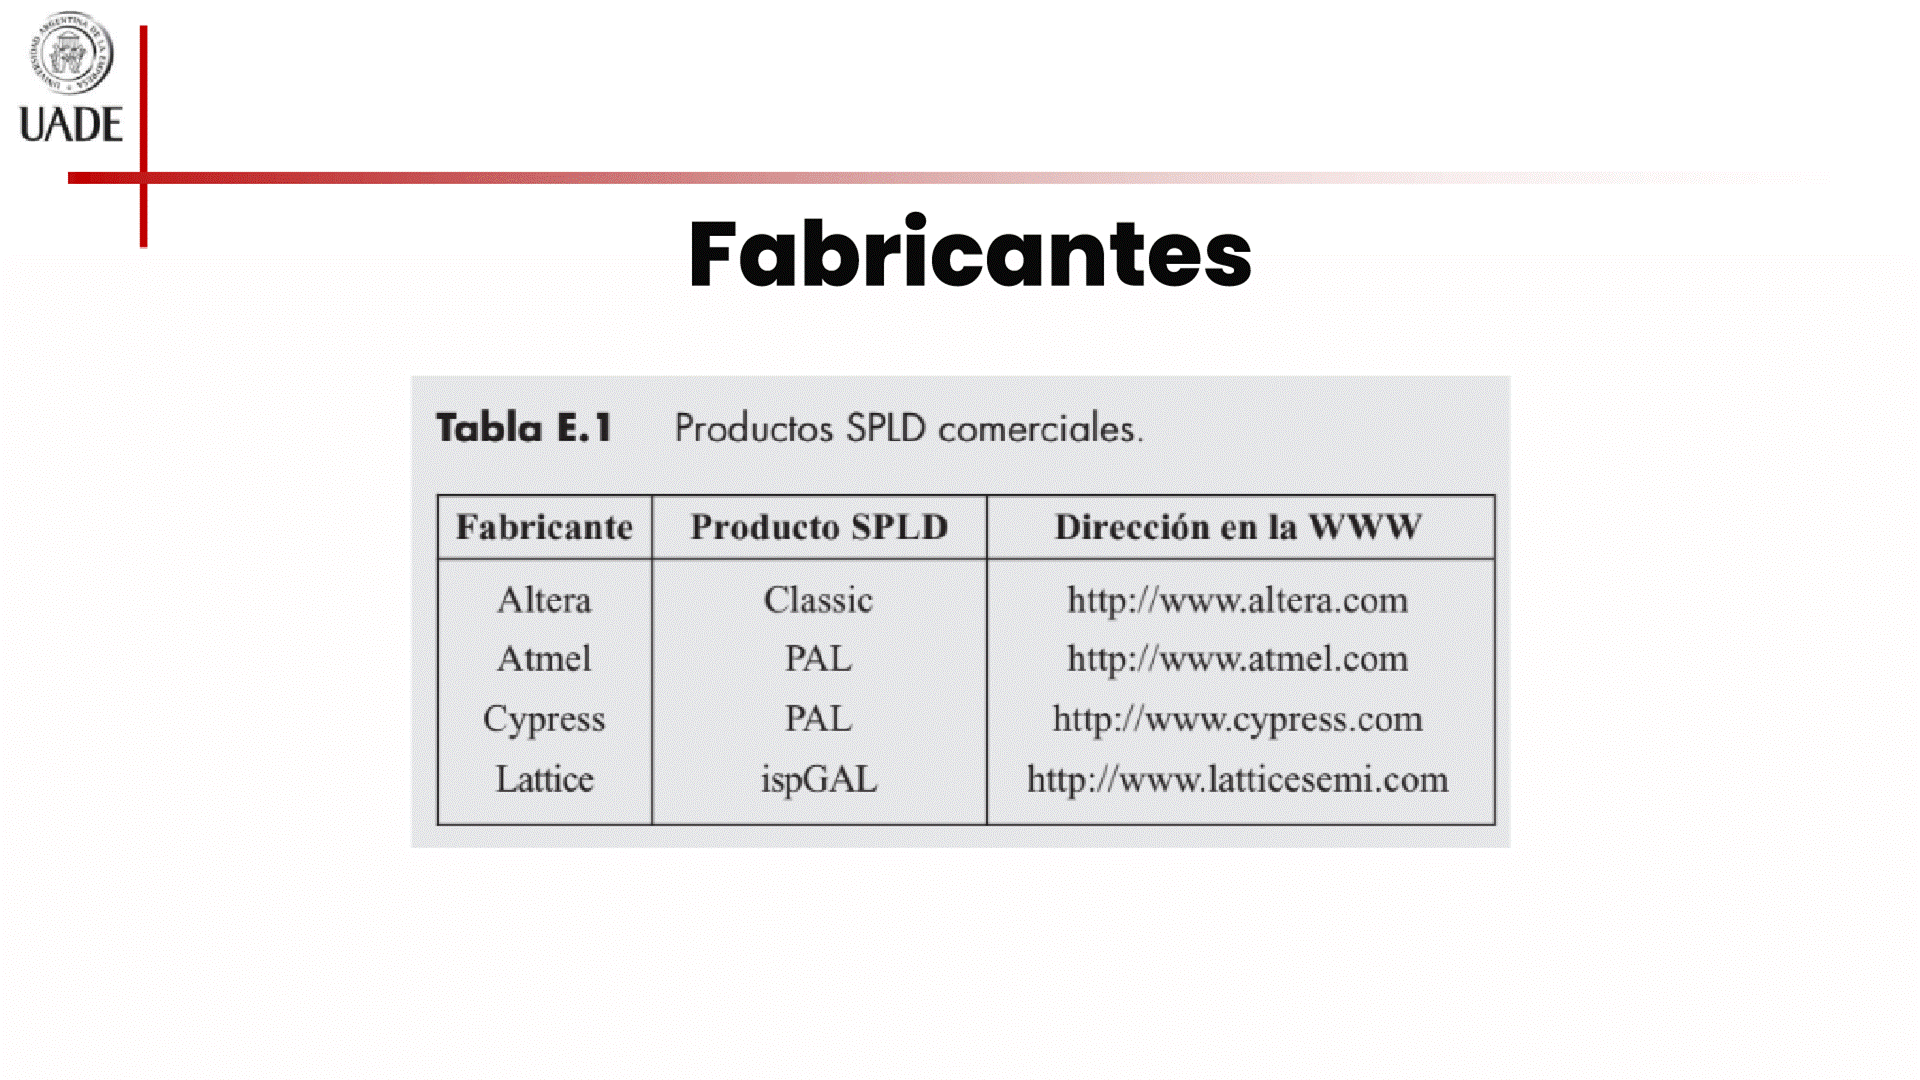 UNIVERSIDAD ARGENTINA DE LA EMPRESA
UADE
Fabricantes
Tabla E.1 Productos SPLD comerciales.
Fabricante Producto SPLD Dirección en la WWW
Altera Classic http://www.altera.com
Atmel PAL http://www.atmel.com
Cypress PAL http://www.cypress.com
Lattice ispGAL http://www.latticesemi.com